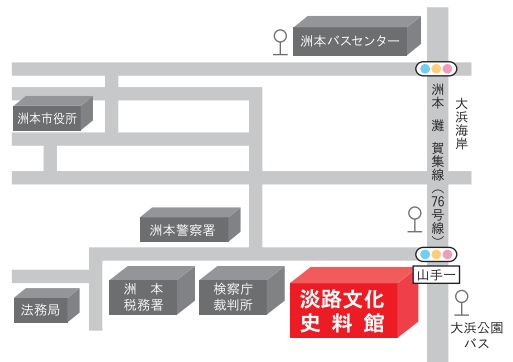 洲本バスセンター
洲本市役所
洲本 灘 賀集線（76号線）
大浜海岸
洲本警察署
山手一
法務局
洲 本
税務署
検察庁
裁判所
淡路文化
史 料 館
大浜公園
バス